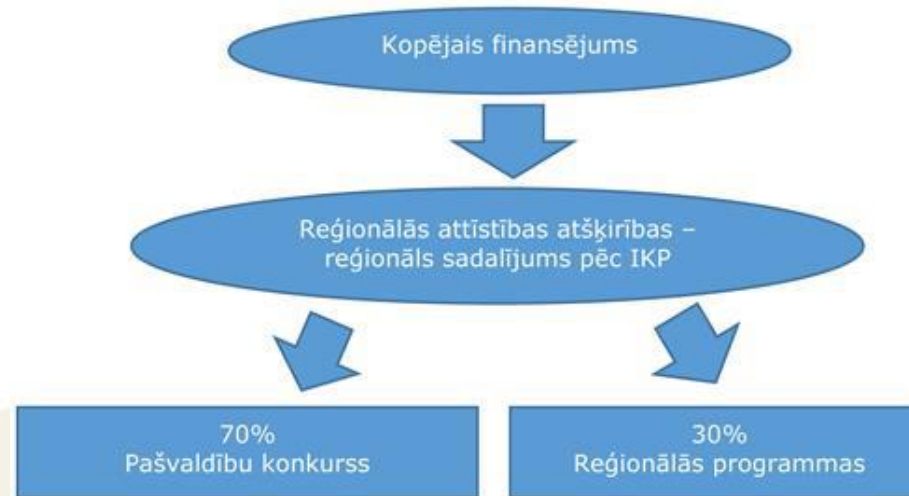 Kopējais finansējums
Reģionālās attīstības atšķirības –
reģionāls sadalījums pēc IKP
70%
Pašvaldību konkurss
30%
Reģionālās programmas